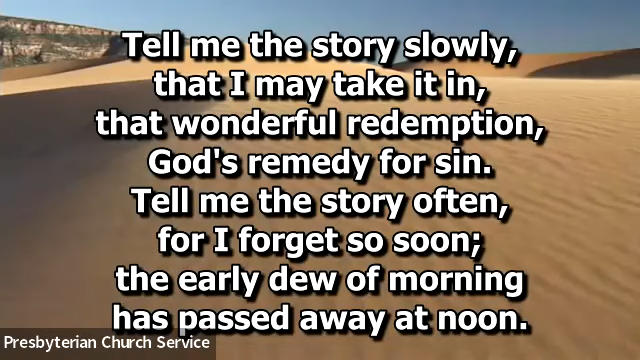 Tell me the story slowly,
that I may take it in,
that wonderful redemption,
God's remedy for sin.
Tell me the story often,
for I forget so soon;
the early dew of morning
has passed away at noon.
Presbyterian Church Service